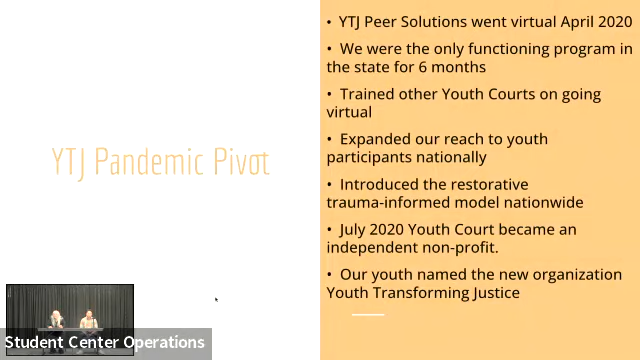 YTJ Pandemic Pivot
• YTJ Peer Solutions went virtual April 2020
• We were the only functioning program in
the state for 6 months
• Trained other Youth Courts on going
virtual
• Expanded our reach to youth
participants nationally
• Introduced the restorative
trauma-informed model nationwide
• July 2020 Youth Court became an
independent non-profit.
• Our youth named the new organization
Youth Transforming Justice
Student Center Operations